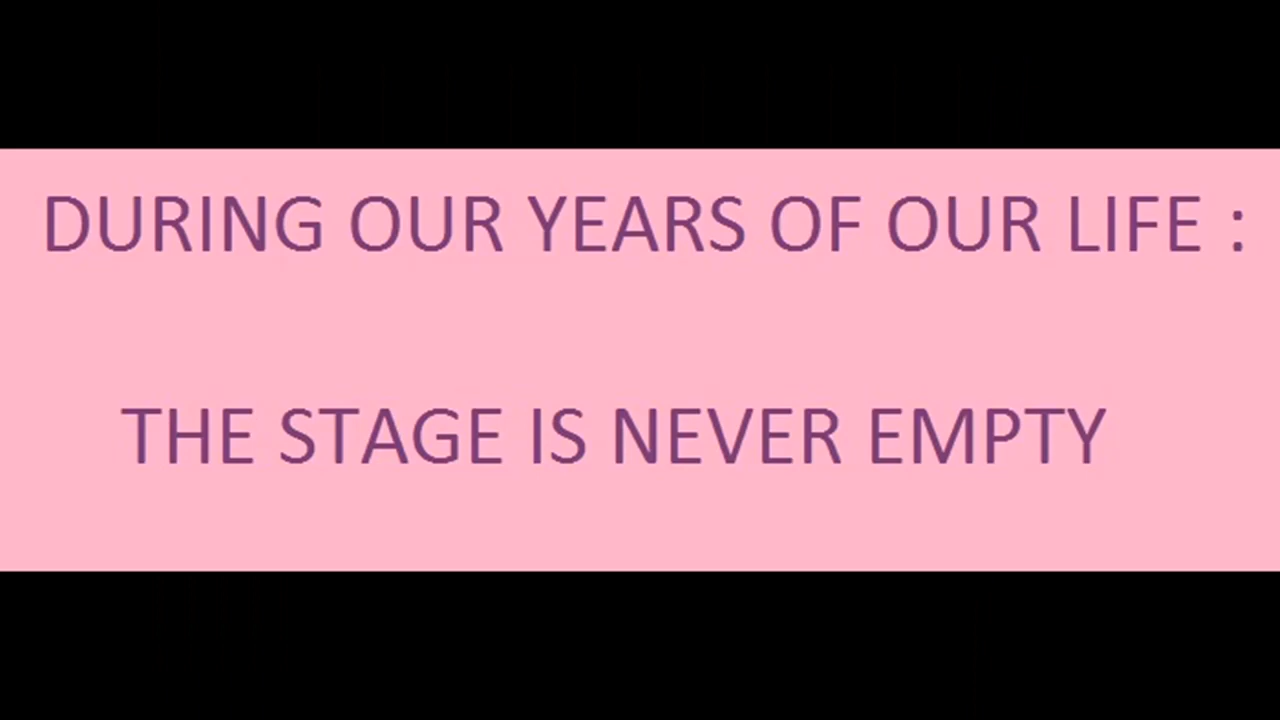 DURING OUR YEARS OF OUR LIFE :
THE STAGE IS NEVER EMPTY